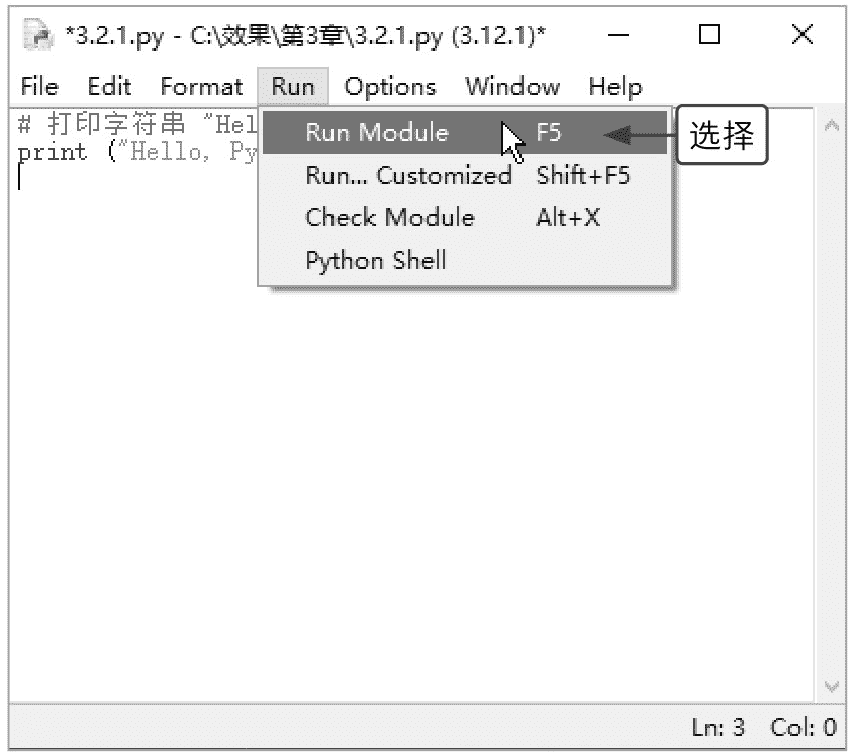 *3.2.1.py - C:\效果\第3章\3.2.1.py (3.12.1)*
File Edit Format Run Options Window Help
# 打印字符串 "Hel
print ("Hello, Py
Run Module F5
选择
Run... Customized Shift+F5
Check Module Alt+X
Python Shell
Ln: 3 Col: 0